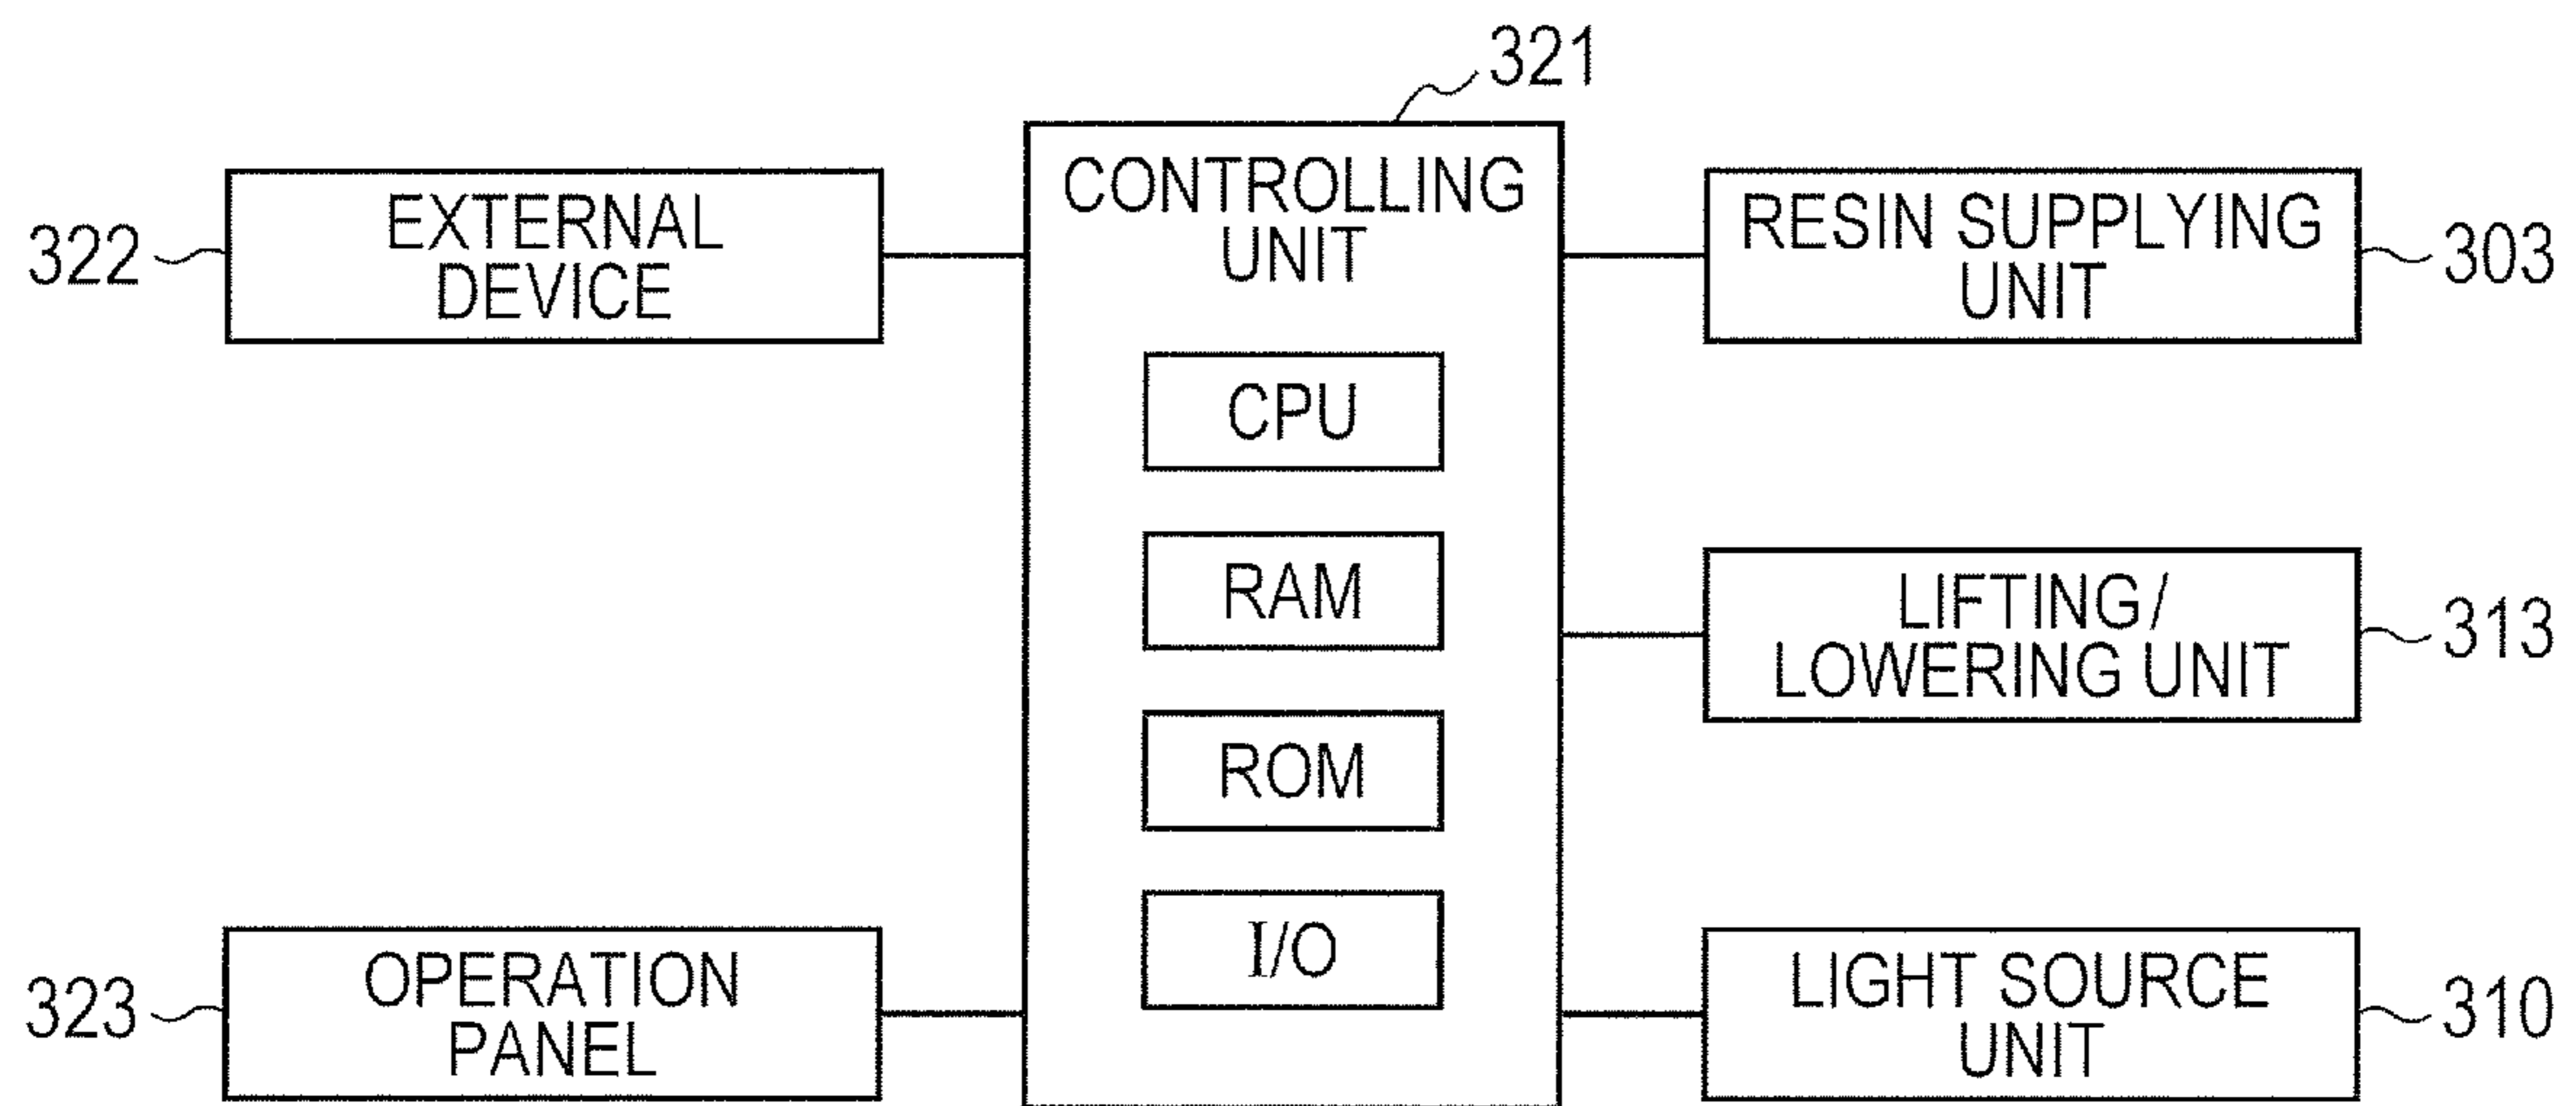 321
322
EXTERNAL
DEVICE
323
OPERATION
PANEL
CONTROLLING
UNIT
CPU
RAM
ROM
I/O
RESIN SUPPLYING
UNIT
303
LIFTING/
LOWERING UNIT
313
LIGHT SOURCE
UNIT
310